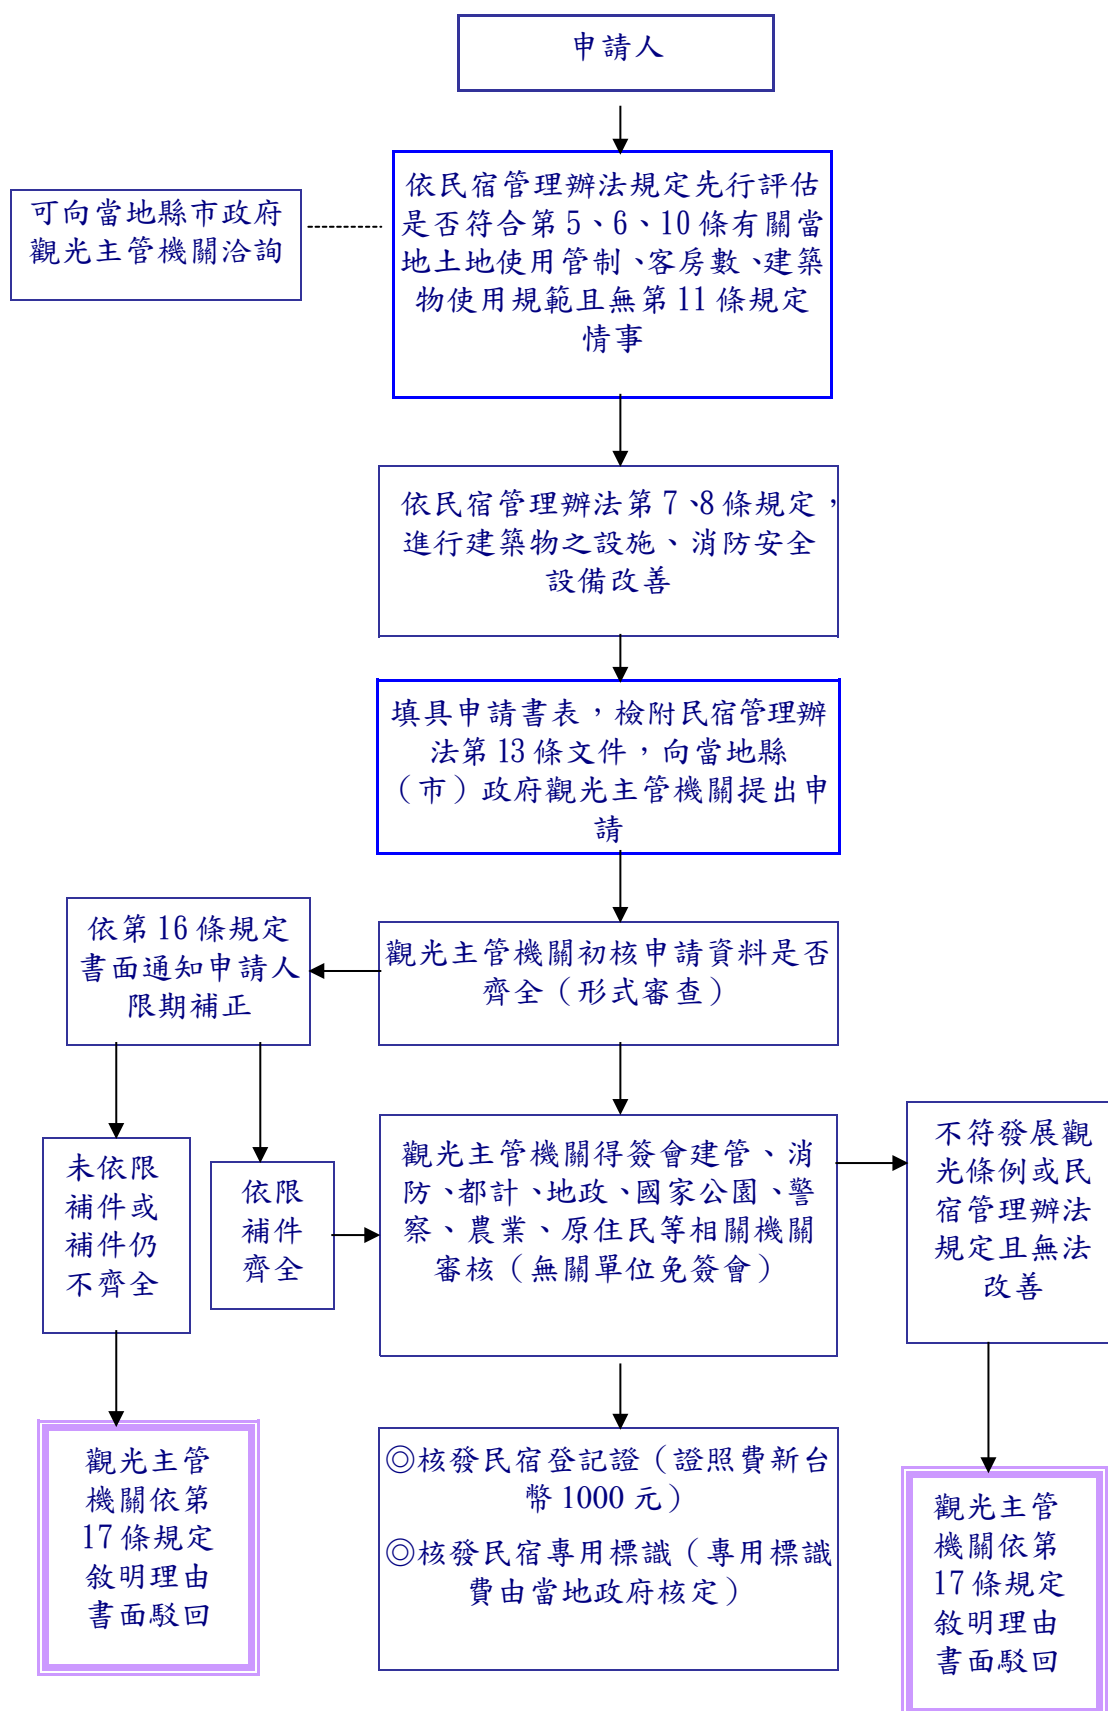 申請人
依民宿管理辦法規定先行評估
是否符合第 5、6、10 條有關當
地土地使用管制、客房數、建築
物使用規範且無第 11 條規定
情事
可向當地縣市政府
觀光主管機關洽詢
依民宿管理辦法第 7、8 條規定，
進行建築物之設施、消防安全
設備改善
填具申請書表，檢附民宿管理辦
法第 13 條文件，向當地縣
（市）政府觀光主管機關提出申
請
觀光主管機關初核申請資料是否
齊全（形式審查）
依第 16 條規定
書面通知申請人
限期補正
未依限
補件或
補件仍
不齊全
依限
補件
齊全
觀光主管機關得簽會建管、消
防、都計、地政、國家公園、警
察、農業、原住民等相關機關
審核（無關單位免簽會）
不符發展觀
光條例或民
宿管理辦法
規定且無法
改善
觀光主管
機關依第
17 條規定
敘明理由
書面駁回
◎核發民宿登記證（證照費新台
幣 1000 元）
◎核發民宿專用標識（專用標識
費由當地政府核定）
觀光主管
機關依第
17 條規定
敘明理由
書面駁回